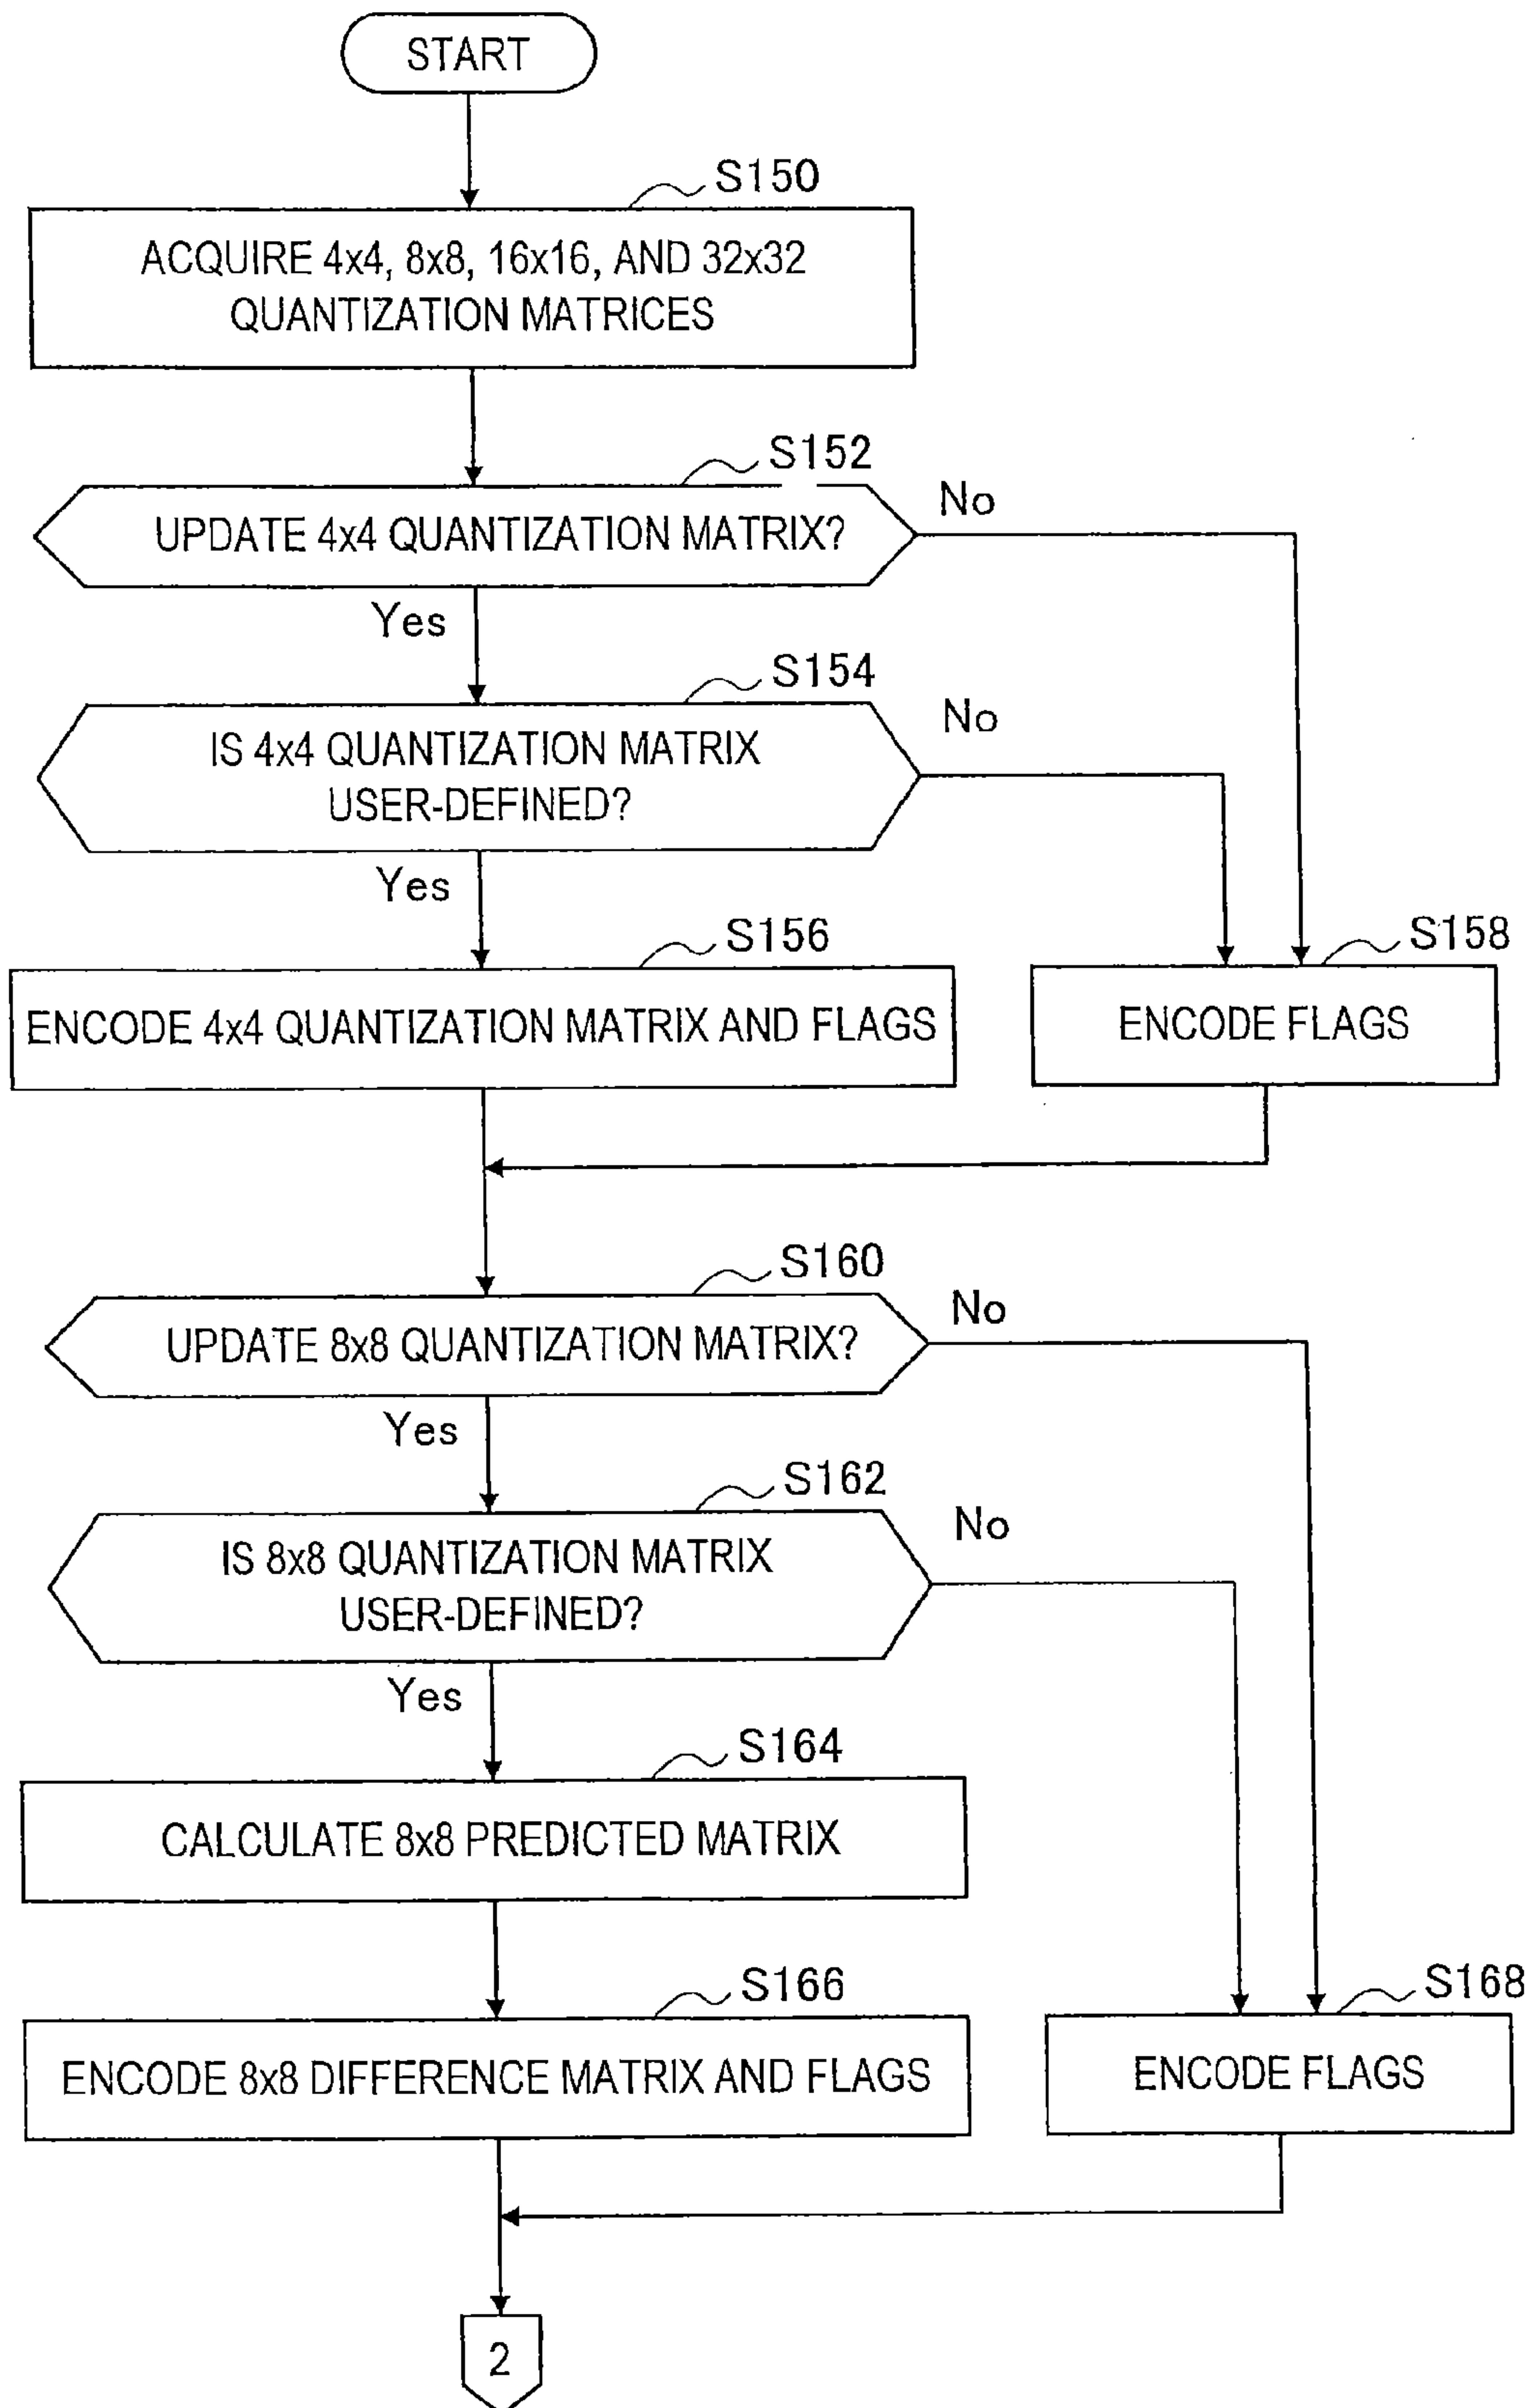 START
S150
ACQUIRE 4x4, 8x8, 16x16, AND 32x32
QUANTIZATION MATRICES
S152
UPDATE 4x4 QUANTIZATION MATRIX?
No
Yes
S154
IS 4x4 QUANTIZATION MATRIX
USER-DEFINED?
No
Yes
S156
ENCODE 4x4 QUANTIZATION MATRIX AND FLAGS
S158
ENCODE FLAGS
S160
UPDATE 8x8 QUANTIZATION MATRIX?
No
Yes
S162
IS 8x8 QUANTIZATION MATRIX
USER-DEFINED?
No
Yes
S164
CALCULATE 8x8 PREDICTED MATRIX
S166
ENCODE 8x8 DIFFERENCE MATRIX AND FLAGS
S168
ENCODE FLAGS
2